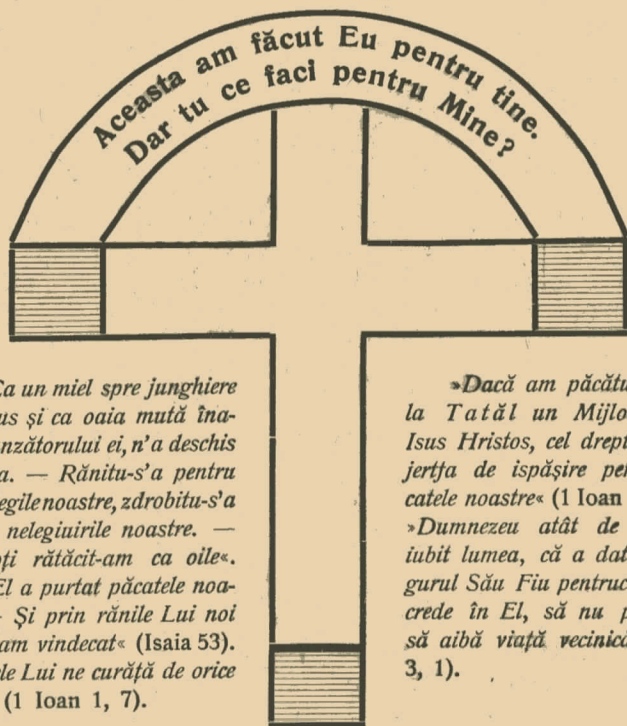 Aceasta am făcut Eu pentru tine.
Dar tu ce faci pentru Mine?
Ca un miel spre junghiere
us și ca oaia mută îna-
nzătorului ei, n'a deschis
a. — Rănitu-s'a pentru
egile noastre, zdrobitu-s'a
nelegiuirile noastre. —
oți rătăcit-am ca oile«.
El a purtat păcatele noa-
Și prin rănile Lui noi
am vindecat« (Isaia 53).
ele Lui ne curăță de orice
(1 Ioan 1, 7).
»Dacă am păcătu
la Tatăl un Mijlo
Isus Hristos, cel drept
jertfa de ispășire pe
catele noastre« (1 Ioan
»Dumnezeu atât de
iubit lumea, că a dat
gurul Său Fiu pentruc
crede în El, să nu p
să aibă viață vecinic
3, 1).